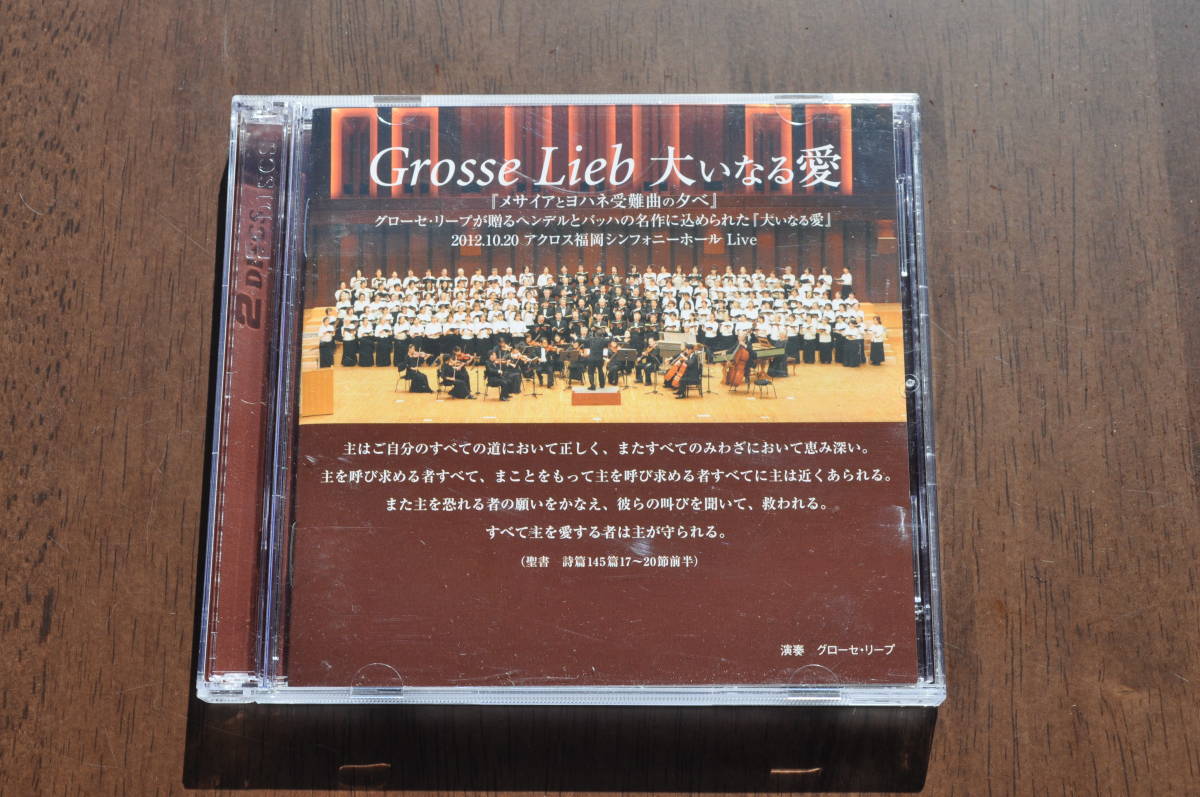 Grosse Lieb 大いなる愛
『メサイアとヨハネ受難曲の夕べ』
グローセ・リーブが贈るヘンデルとバッハの名作に込められた『大いなる愛』
2012.10.20 アクロス福岡シンフォニーホール Live
2 DISCS
主はご自分のすべての道において正しく、またすべてのみわざにおいて恵み深い。
主を呼び求める者すべて、まことをもって主を呼び求める者すべてに主は近くあられる。
また主を恐れる者の願いをかなえ、彼らの叫びを聞いて、救われる。
すべて主を愛する者は主が守られる。
(聖書 詩篇145篇17〜20節前半)
演奏 グローセ・リーブ